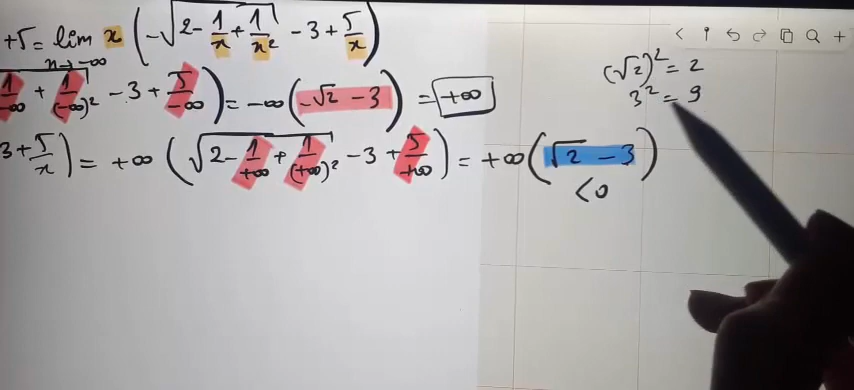 +5 = lim x (-√(2 - 1/x + 1/x²) - 3 + 5/x)
x→-∞
1/-∞ + 1/(-∞)² - 3 + 5/-∞) = -∞ (-√2 - 3) = +∞
(√2)² = 2
3² = 9
3 + 5/x) = +∞ (√(2 - 1/+∞ + 1/(+∞)²) - 3 + 5/+∞) = +∞ (√2 - 3)
< 0